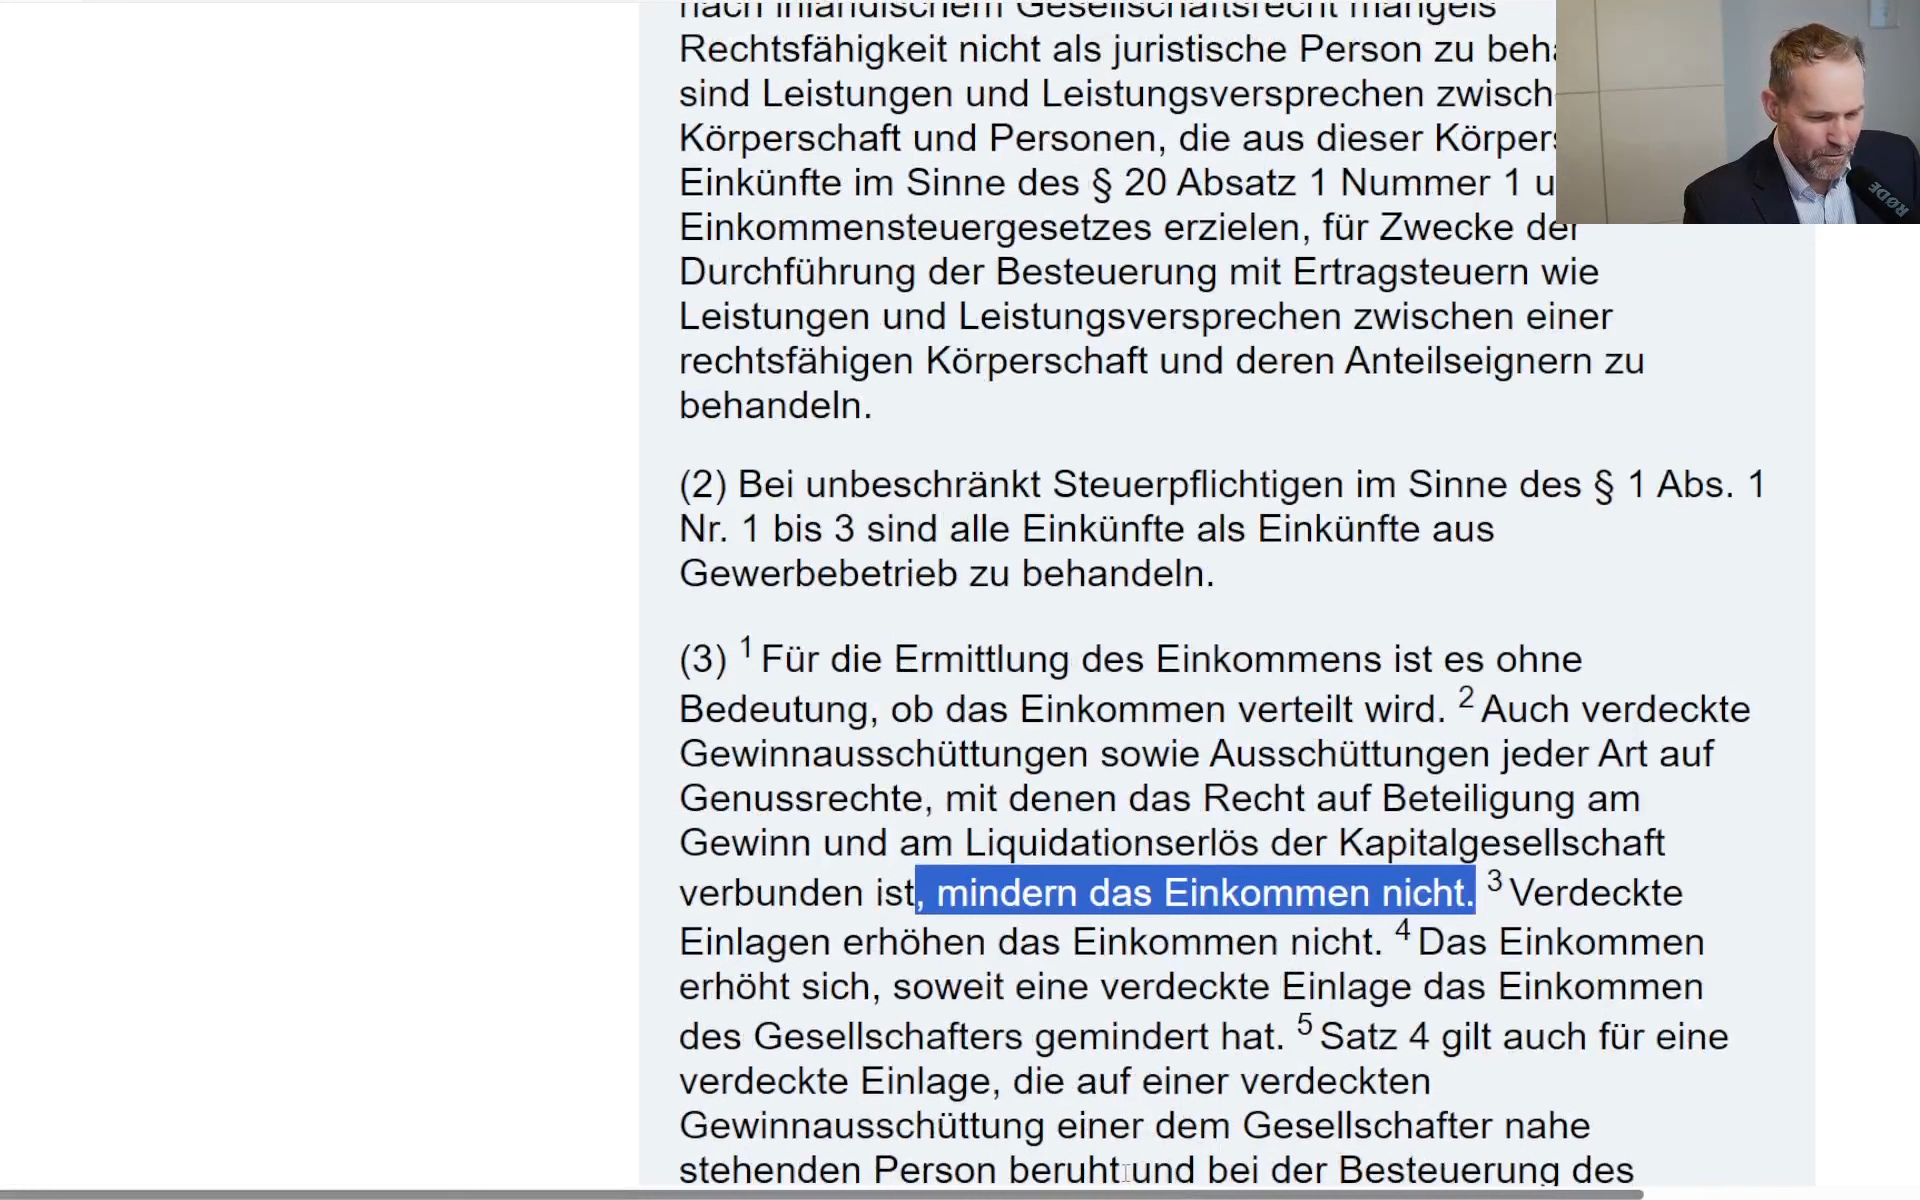 nach inländischem Gesellschaftsrecht mangels
Rechtsfähigkeit nicht als juristische Person zu
sind Leistungen und Leistungsversprechen
Körperschaft und Personen, die aus dieser
Einkünfte im Sinne des § 20 Absatz 1 Nummer 1
Einkommensteuergesetzes erzielen, für Zwecke der
Durchführung der Besteuerung mit Ertragsteuern wie
Leistungen und Leistungsversprechen zwischen einer
rechtsfähigen Körperschaft und deren Anteilseignern zu
behandeln.
(2) Bei unbeschränkt Steuerpflichtigen im Sinne des § 1 Abs. 1
Nr. 1 bis 3 sind alle Einkünfte als Einkünfte aus
Gewerbebetrieb zu behandeln.
(3) 1 Für die Ermittlung des Einkommens ist es ohne
Bedeutung, ob das Einkommen verteilt wird. 2 Auch verdeckte
Gewinnausschüttungen sowie Ausschüttungen jeder Art auf
Genussrechte, mit denen das Recht auf Beteiligung am
Gewinn und am Liquidationserlös der Kapitalgesellschaft
verbunden ist, mindern das Einkommen nicht. 3 Verdeckte
Einlagen erhöhen das Einkommen nicht. 4 Das Einkommen
erhöht sich, soweit eine verdeckte Einlage das Einkommen
des Gesellschafters gemindert hat. 5 Satz 4 gilt auch für eine
verdeckte Einlage, die auf einer verdeckten
Gewinnausschüttung einer dem Gesellschafter nahe
stehenden Person beruht und bei der Besteuerung des
RØDE